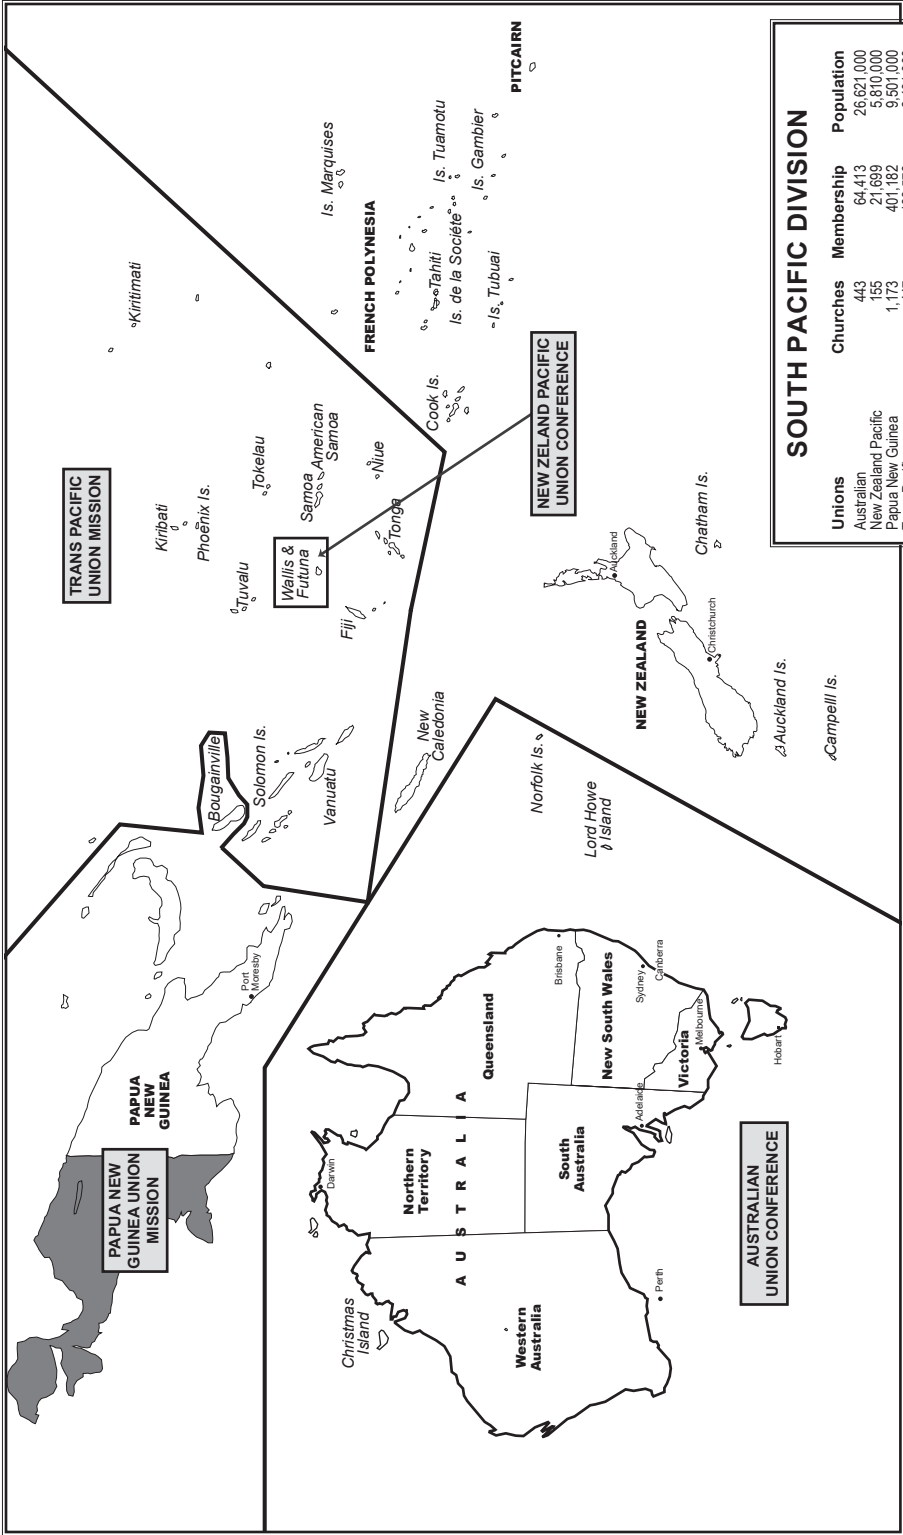 PAPUA NEW
GUINEA UNION
MISSION
PAPUA
NEW
GUINEA
Port
Moresby
Bougainville
Solomon Is.
Vanuatu
TRANS PACIFIC
UNION MISSION
Kiribati
Phoenix Is.
Tuvalu
Tokelau
Wallis &
Futuna
Samoa
American
Samoa
Fiji
Tonga
Niue
Kiritimati
Cook Is.
FRENCH POLYNESIA
Is. Marquises
Tahiti
Is. de la Société
Is. Tuamotu
Is. Gambier
Is. Tubuai
PITCAIRN
NEW ZELAND PACIFIC
UNION CONFERENCE
New
Caledonia
Norfolk Is.
Lord Howe
Island
NEW ZEALAND
Auckland
Christchurch
Chatham Is.
Auckland Is.
Campelll Is.
Christmas
Island
Darwin
Northern
Territory
Queensland
AUSTRALIA
Western
Australia
South
Australia
New South Wales
Victoria
Brisbane
Sydney
Canberra
Melbourne
Adelaide
Hobart
Perth
AUSTRALIAN
UNION CONFERENCE
SOUTH PACIFIC DIVISION
Unions Churches Membership Population
Australian 443 64,413 26,621,000
New Zealand Pacific 155 21,699 5,810,000
Papua New Guinea 1,173 401,182 9,501,000